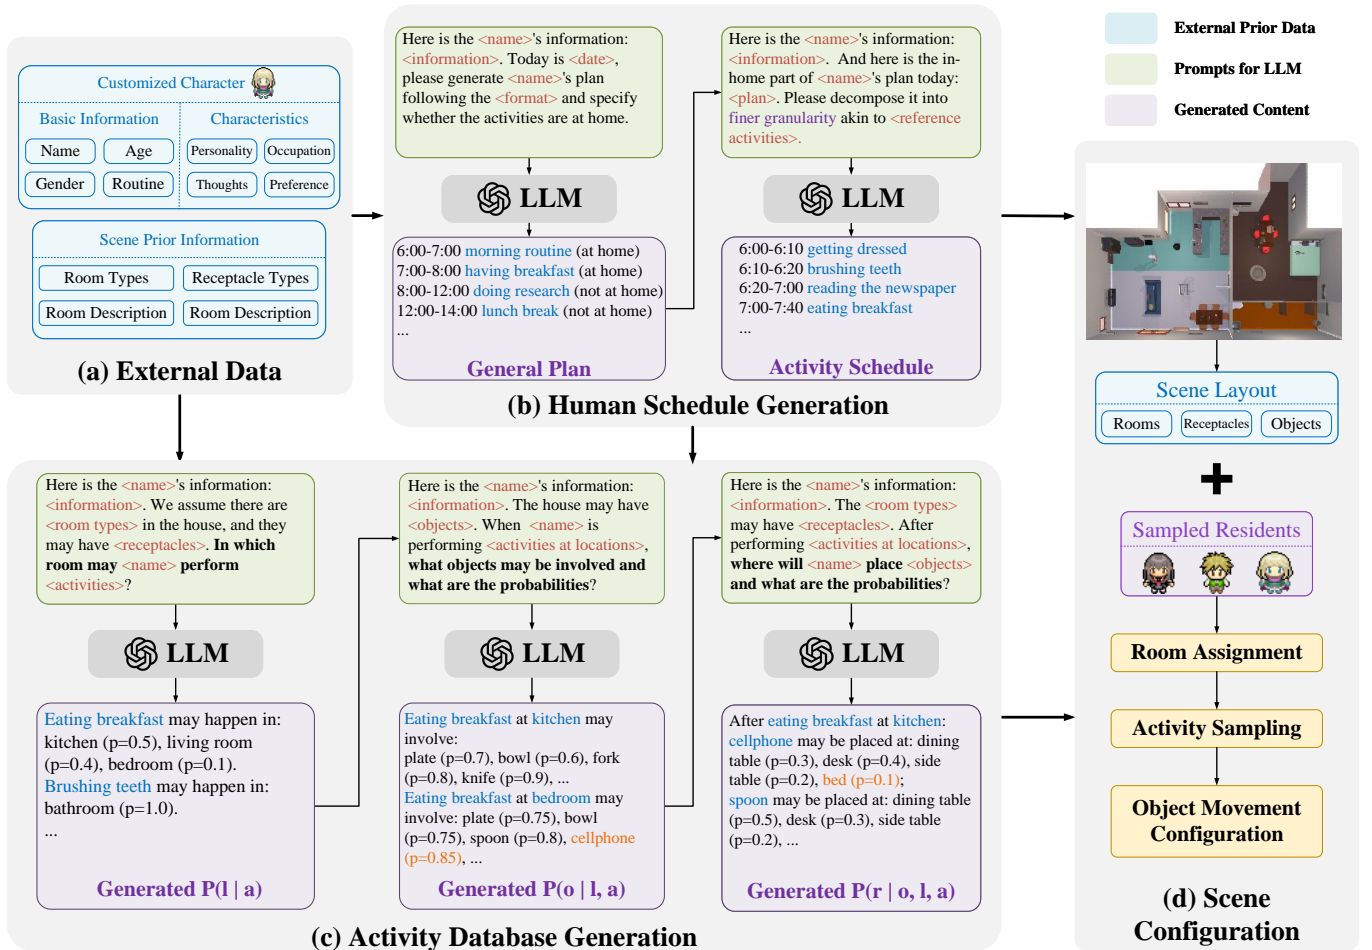 Customized Character
Basic Information
Name
Age
Gender
Routine
Characteristics
Personality
Occupation
Thoughts
Preference
Scene Prior Information
Room Types
Receptacle Types
Room Description
Room Description
(a) External Data
Here is the <name>'s information:
<information>. Today is <date>,
please generate <name>'s plan
following the <format> and specify
whether the activities are at home.
LLM
6:00-7:00 morning routine (at home)
7:00-8:00 having breakfast (at home)
8:00-12:00 doing research (not at home)
12:00-14:00 lunch break (not at home)
...
General Plan
Here is the <name>'s information:
<information>. And here is the in-
home part of <name>'s plan today:
<plan>. Please decompose it into
finer granularity akin to <reference
activities>.
LLM
6:00-6:10 getting dressed
6:10-6:20 brushing teeth
6:20-7:00 reading the newspaper
7:00-7:40 eating breakfast
...
Activity Schedule
(b) Human Schedule Generation
Here is the <name>'s information:
<information>. We assume there are
<room types> in the house, and they
may have <receptacles>. In which
room may <name> perform
<activities>?
LLM
Eating breakfast may happen in:
kitchen (p=0.5), living room
(p=0.4), bedroom (p=0.1).
Brushing teeth may happen in:
bathroom (p=1.0).
...
Generated P(l | a)
Here is the <name>'s information:
<information>. The house may have
<objects>. When <name> is
performing <activities at locations>,
what objects may be involved and
what are the probabilities?
LLM
Eating breakfast at kitchen may
involve:
plate (p=0.7), bowl (p=0.6), fork
(p=0.8), knife (p=0.9), ...
Eating breakfast at bedroom may
involve: plate (p=0.75), bowl
(p=0.75), spoon (p=0.8), cellphone
(p=0.85), ...
Generated P(o | l, a)
Here is the <name>'s information:
<information>. The <room types>
may have <receptacles>. After
performing <activities at locations>,
where will <name> place <objects>
and what are the probabilities?
LLM
After eating breakfast at kitchen:
cellphone may be placed at: dining
table (p=0.3), desk (p=0.4), side
table (p=0.2), bed (p=0.1);
spoon may be placed at: dining table
(p=0.5), desk (p=0.3), side table
(p=0.2), ...
Generated P(r | o, l, a)
(c) Activity Database Generation
External Prior Data
Prompts for LLM
Generated Content
Scene Layout
Rooms
Receptacles
Objects
+
Sampled Residents
Room Assignment
Activity Sampling
Object Movement
Configuration
(d) Scene
Configuration